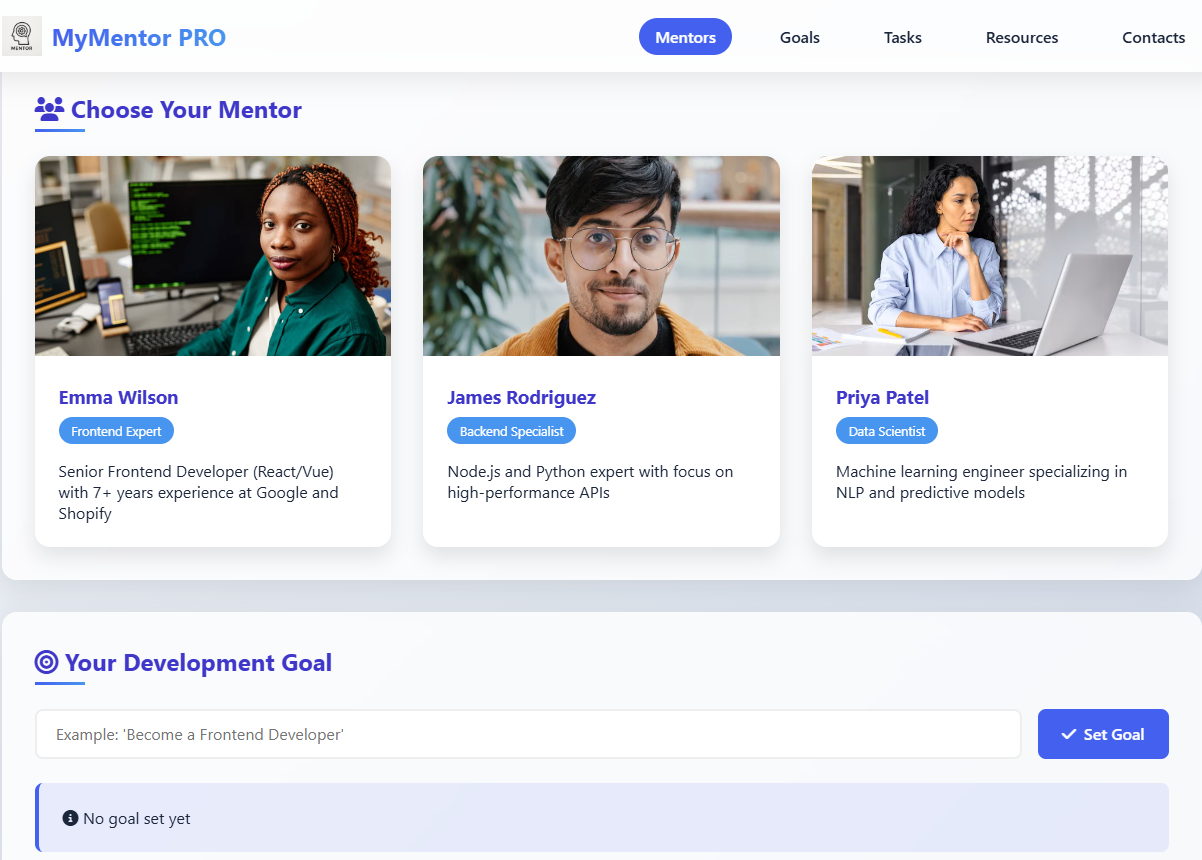 MENTOR
MyMentor PRO
Mentors
Goals
Tasks
Resources
Contacts
Choose Your Mentor
Emma Wilson
Frontend Expert
Senior Frontend Developer (React/Vue)
with 7+ years experience at Google and
Shopify
James Rodriguez
Backend Specialist
Node.js and Python expert with focus on
high-performance APIs
Priya Patel
Data Scientist
Machine learning engineer specializing in
NLP and predictive models
Your Development Goal
Example: 'Become a Frontend Developer'
Set Goal
No goal set yet